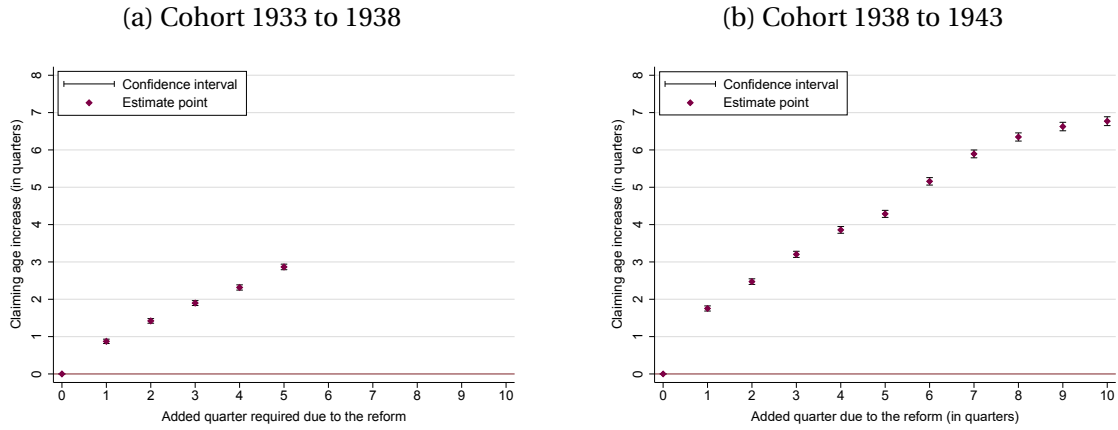 (a) Cohort 1933 to 1938
(b) Cohort 1938 to 1943
Confidence interval
Estimate point
Claiming age increase (in quarters)
8
7
6
5
4
3
2
1
0
0 1 2 3 4 5 6 7 8 9 10
Added quarter required due to the reform
Confidence interval
Estimate point
Claiming age increase (in quarters)
8
7
6
5
4
3
2
1
0
0 1 2 3 4 5 6 7 8 9 10
Added quarter due to the reform (in quarters)